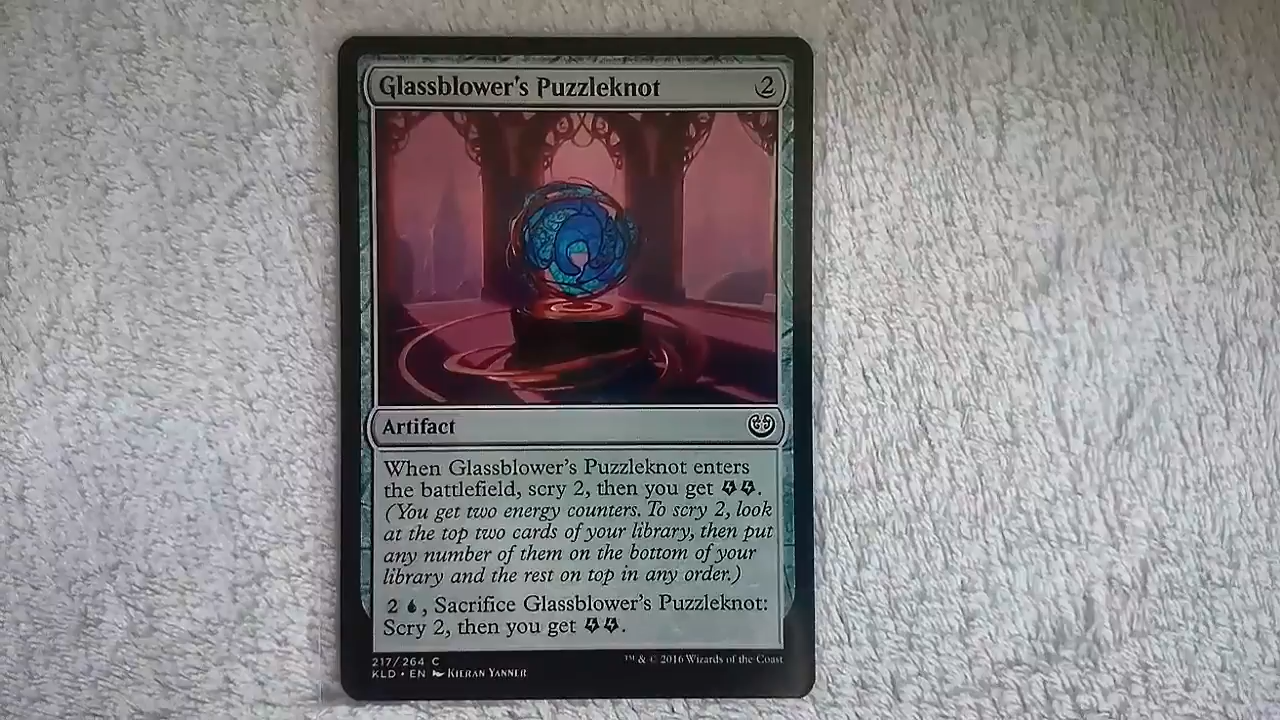 Glassblower's Puzzleknot 2
Artifact
When Glassblower's Puzzleknot enters
the battlefield, scry 2, then you get .
(You get two energy counters. To scry 2, look
at the top two cards of your library, then put
any number of them on the bottom of your
library and the rest on top in any order.)
2 , Sacrifice Glassblower's Puzzleknot:
Scry 2, then you get .
217/264 C
KLD • EN KIERAN YANNER
™ & © 2016 Wizards of the Coast